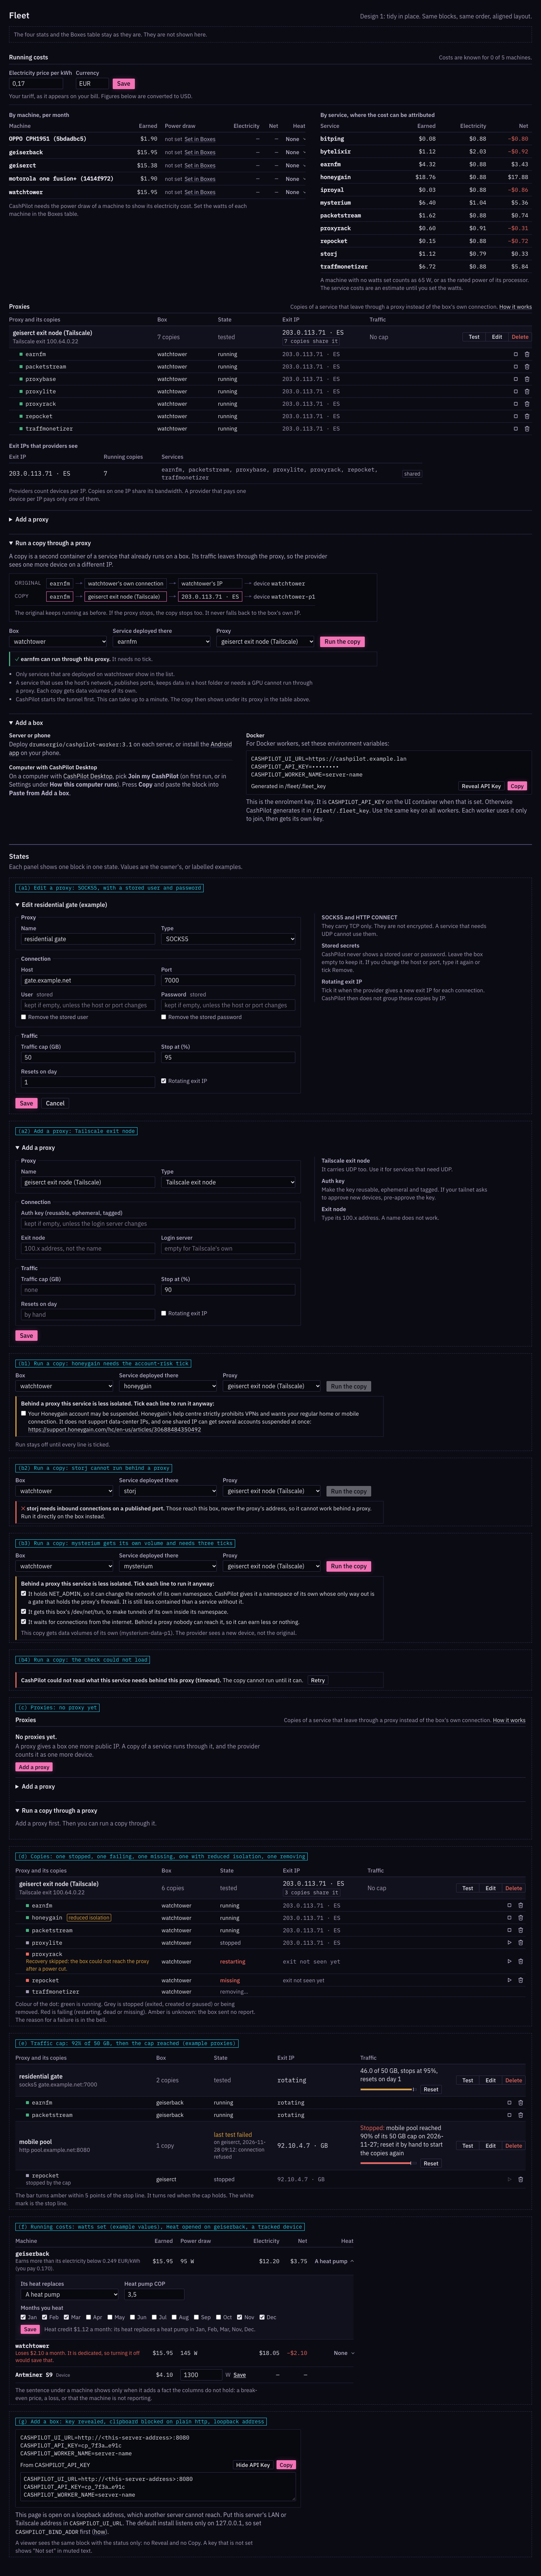 Fleet
Design 1: tidy in place. Same blocks, same order, aligned layout.
The four stats and the Boxes table stay as they are. They are not shown here.
Running costs
Costs are known for 0 of 5 machines.
Electricity price per kWh Currency
0,17 EUR Save
Your tariff, as it appears on your bill. Figures below are converted to USD.
By machine, per month
Machine Earned Power draw Electricity Net Heat
OPPO CPH1951 (5bdadbc5) $1.90 not set Set in Boxes — — None
geiserback $15.95 not set Set in Boxes — — None
geiserct $15.38 not set Set in Boxes — — None
motorola one fusion+ (1414f972) $1.90 not set Set in Boxes — — None
watchtower $15.95 not set Set in Boxes — — None
CashPilot needs the power draw of a machine to show its electricity cost. Set the watts of each
machine in the Boxes table.
By service, where the cost can be attributed
Service Earned Electricity Net
bitping $0.08 $0.88 −$0.80
bytelixir $1.12 $2.03 −$0.92
earnfm $4.32 $0.88 $3.43
honeygain $18.76 $0.88 $17.88
iproyal $0.03 $0.88 −$0.86
mysterium $6.40 $1.04 $5.36
packetstream $1.62 $0.88 $0.74
proxyrack $0.60 $0.91 −$0.31
repocket $0.15 $0.88 −$0.72
storj $1.12 $0.79 $0.33
traffmonetizer $6.72 $0.88 $5.84
A machine with no watts set counts as 65 W, or as the rated power of its processor.
The service costs are an estimate until you set the watts.
Proxies
Copies of a service that leave through a proxy instead of the box's own connection. How it works
Proxy and its copies Box State Exit IP Traffic
geiserct exit node (Tailscale)
Tailscale exit node 100.64.0.22
7 copies tested 203.0.113.71 · ES
7 copies share it
No cap Test Edit Delete
earnfm watchtower running 203.0.113.71 · ES
packetstream watchtower running 203.0.113.71 · ES
proxybase watchtower running 203.0.113.71 · ES
proxylite watchtower running 203.0.113.71 · ES
proxyrack watchtower running 203.0.113.71 · ES
repocket watchtower running 203.0.113.71 · ES
traffmonetizer watchtower running 203.0.113.71 · ES
Exit IPs that providers see
Exit IP Running copies Services
203.0.113.71 · ES 7 earnfm, packetstream, proxybase, proxylite, proxyrack, repocket,
traffmonetizer
shared
Providers count devices per IP. Copies on one IP share its bandwidth. A provider that pays one
device per IP pays only one of them.
Add a proxy
Run a copy through a proxy
A copy is a second container of a service that already runs on a box. Its traffic leaves through a proxy, so the provider
sees one more device on a different IP.
ORIGINAL earnfm → watchtower's own connection → watchtower's IP → device watchtower
COPY earnfm → geiserct exit node (Tailscale) → 203.0.113.71 · ES → device watchtower-p1
The original keeps running as before. If the proxy stops, the copy stops too. It never falls back to the box's own IP.
Box Service deployed there Proxy
watchtower earnfm geiserct exit node (Tailscale) Run the copy
✓ earnfm can run through this proxy. It needs no tick.
• Only services that are deployed on watchtower show in the list.
• A service that uses the host's network, publishes ports, keeps data in a host folder or needs a GPU cannot run through
a proxy. Each copy gets data volumes of its own.
• CashPilot starts the tunnel first. This can take up to a minute. The copy then shows under its proxy in the table above.
Add a box
Server or phone
Deploy drumsergio/cashpilot-worker:3.1 on each server, or install the Android
app on your phone.
Computer with CashPilot Desktop
On a computer with CashPilot Desktop, pick Join my CashPilot (on first run, or in
Settings under How this computer runs). Press Copy and paste the block into
Paste from Add a box.
Docker
For Docker workers, set these environment variables:
CASHPILOT_UI_URL=https://cashpilot.example.lan
CASHPILOT_API_KEY=••••••••
CASHPILOT_WORKER_NAME=server-name
Generated in /fleet/.fleet_key Reveal API Key Copy
This is the enrolment key. It is CASHPILOT_API_KEY on the UI container when that is set. Otherwise
CashPilot generates it in /fleet/.fleet_key. Use the same key on all workers. Each worker uses it only
to join, then gets its own key.
States
Each panel shows one block in one state. Values are the owner's, or labelled examples.
(a1) Edit a proxy: SOCKS5, with a stored user and password
Edit residential gate (example)
Proxy
Name Type
residential gate SOCKS5
Connection
Host Port
gate.example.net 7000
User stored Password stored
kept if empty, unless the host or port changes kept if empty, unless the host or port changes
Remove the stored user Remove the stored password
Traffic
Traffic cap (GB) Stop at (%)
50 95
Resets on day
1 Rotating exit IP
Save Cancel
SOCKS5 and HTTP CONNECT
They carry TCP only. They are not encrypted. A service that needs
UDP cannot use them.
Stored secrets
CashPilot never shows a stored user or password. Leave the box
empty to keep it. If you change the host or port, type it again or
tick Remove.
Rotating exit IP
Tick it when the provider gives a new exit IP for each connection.
CashPilot then does not group these copies by IP.
(a2) Add a proxy: Tailscale exit node
Add a proxy
Proxy
Name Type
geiserct exit node (Tailscale) Tailscale exit node
Connection
Auth key (reusable, ephemeral, tagged)
kept if empty, unless the login server changes
Exit node Login server
100.x address, not the name empty for Tailscale's own
Traffic
Traffic cap (GB) Stop at (%)
none 90
Resets on day
by hand Rotating exit IP
Save
Tailscale exit node
It carries UDP too. Use it for services that need UDP.
Auth key
Make the key reusable, ephemeral and tagged. If your tailnet asks
to approve new devices, pre-approve the key.
Exit node
Type its 100.x address. A name does not work.
(b1) Run a copy: honeygain needs the account-risk tick
Box Service deployed there Proxy
watchtower honeygain geiserct exit node (Tailscale) Run the copy
Behind a proxy this service is less isolated. Tick each line to run it anyway:
Your Honeygain account may be suspended. Honeygain's help centre strictly prohibits VPNs and wants your regular home or mobile
connection. It does not support data-center IPs, and one shared IP can get several accounts suspended at once:
https://support.honeygain.com/hc/en-us/articles/30688484350492
Run stays off until every line is ticked.
(b2) Run a copy: storj cannot run behind a proxy
Box Service deployed there Proxy
watchtower storj geiserct exit node (Tailscale) Run the copy
✕ storj needs inbound connections on a published port. Those reach this box, never the proxy's address, so it cannot work behind a proxy.
Run it directly on the box instead.
(b3) Run a copy: mysterium gets its own volume and needs three ticks
Box Service deployed there Proxy
watchtower mysterium geiserct exit node (Tailscale) Run the copy
Behind a proxy this service is less isolated. Tick each line to run it anyway:
It holds NET_ADMIN, so it can change the network of its own namespace. CashPilot gives it a namespace of its own whose only way out is
a gate that holds the proxy's firewall. It is still less contained than a service without it.
It gets this box's /dev/net/tun, to make tunnels of its own inside its namespace.
It waits for connections from the internet. Behind a proxy nobody can reach it, so it can earn less or nothing.
This copy gets data volumes of its own (mysterium-data-p1). The provider sees a new device, not the original.
(b4) Run a copy: the check could not load
CashPilot could not read what this service needs behind this proxy (timeout). The copy cannot run until it can. Retry
(c) Proxies: no proxy yet
Proxies
Copies of a service that leave through a proxy instead of the box's own connection. How it works
No proxies yet.
A proxy gives a box one more public IP. A copy of a service runs through it, and the provider
counts it as one more device.
Add a proxy
Add a proxy
Run a copy through a proxy
Add a proxy first. Then you can run a copy through it.
(d) Copies: one stopped, one failing, one missing, one with reduced isolation, one removing
Proxy and its copies Box State Exit IP Traffic
geiserct exit node (Tailscale)
Tailscale exit node 100.64.0.22
6 copies tested 203.0.113.71 · ES
3 copies share it
No cap Test Edit Delete
earnfm watchtower running 203.0.113.71 · ES
honeygain reduced isolation watchtower running 203.0.113.71 · ES
packetstream watchtower running 203.0.113.71 · ES
proxylite watchtower stopped 203.0.113.71 · ES
proxyrack
Recovery skipped: the box could not reach the proxy
after a power cut.
watchtower restarting exit not seen yet
repocket watchtower missing exit not seen yet
traffmonetizer watchtower removing…
Colour of the dot: green is running. Grey is stopped (exited, created or paused) or being
removed. Red is failing (restarting, dead or missing). Amber is unknown: the box sent no report.
The reason for a failure is in the bell.
(e) Traffic cap: 92% of 50 GB, then the cap reached (example proxies)
Proxy and its copies Box State Exit IP Traffic
residential gate
socks5 gate.example.net:7000
2 copies tested rotating
46.0 of 50 GB, stops at 95%,
resets on day 1
Reset Test Edit Delete
earnfm geiserback running rotating
packetstream geiserback running rotating
mobile pool
http pool.example.net:8080
1 copy
last test failed
on geiserct, 2026-11-
28 09:12: connection
refused
92.10.4.7 · GB
Stopped: mobile pool reached
90% of its 50 GB cap on 2026-
11-27; reset it by hand to start
the copies again
Reset Test Edit Delete
repocket
stopped by the cap
geiserct stopped 92.10.4.7 · GB
The bar turns amber within 5 points of the stop line. It turns red when the cap holds. The white
mark is the stop line.
(f) Running costs: watts set (example values), Heat opened on geiserback, a tracked device
Machine Earned Power draw Electricity Net Heat
geiserback
Earns more than its electricity below 0.249 EUR/kWh
(you pay 0.170).
$15.95 95 W $12.20 $3.75 A heat pump
Its heat replaces Heat pump COP
A heat pump 3,5
Months you heat
Jan Feb Mar Apr May Jun Jul Aug Sep Oct Nov Dec
Save Heat credit $1.12 a month: its heat replaces a heat pump in Jan, Feb, Mar, Nov, Dec.
watchtower
Loses $2.10 a month. It is dedicated, so turning it off
would save that.
$15.95 145 W $18.05 −$2.10 None
Antminer S9 Device $4.10 1300 W Save — —
The sentence under a machine shows only when it adds a fact the columns do not hold: a break-
even price, a loss, or that the machine is not reporting.
(g) Add a box: key revealed, clipboard blocked on plain http, loopback address
CASHPILOT_UI_URL=http://<this-server-address>:8080
CASHPILOT_API_KEY=cp_7f3a…e91c
CASHPILOT_WORKER_NAME=server-name
From CASHPILOT_API_KEY Hide API Key Copy
CASHPILOT_UI_URL=http://<this-server-address>:8080
CASHPILOT_API_KEY=cp_7f3a…e91c
CASHPILOT_WORKER_NAME=server-name
This page is open on a loopback address, which another server cannot reach. Put this server's LAN or
Tailscale address in CASHPILOT_UI_URL. The default install listens only on 127.0.0.1, so set
CASHPILOT_BIND_ADDR first (how).
A viewer sees the same block with the status only: no Reveal and no Copy. A key that is not set
shows "Not set" in muted text.